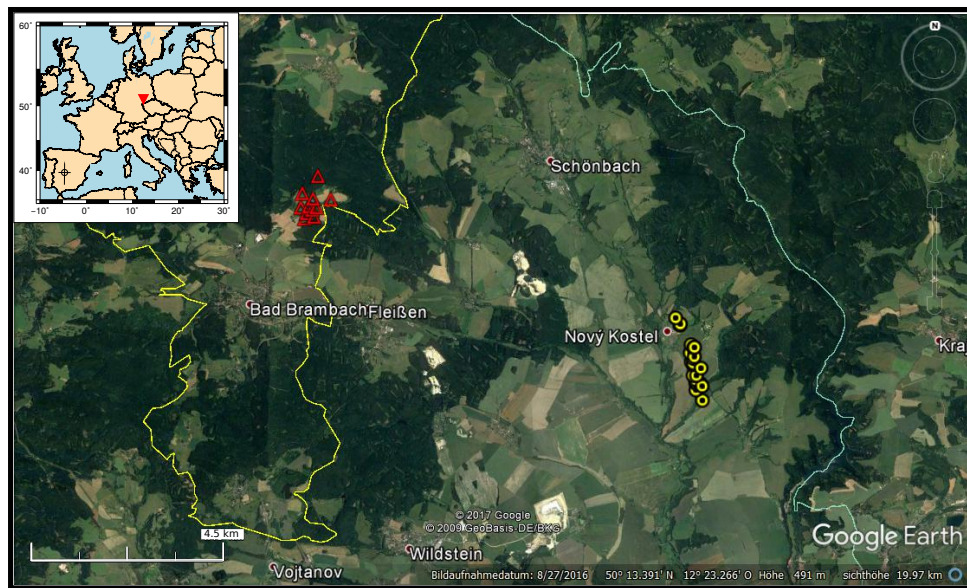 60°
50°
40°
−10°
0°
10°
20°
30°
N
Schönbach
Bad Brambach
Fleißen
Nový Kostel
Kraj
© 2017 Google
© 2009 GeoBasis-DE/BKG
Google Earth
4.5 km
Wildstein
Vojtanov
Bildaufnahmedatum: 8/27/2016 50° 13.391' N 12° 23.266' O Höhe 491 m sichthöhe 19.97 km